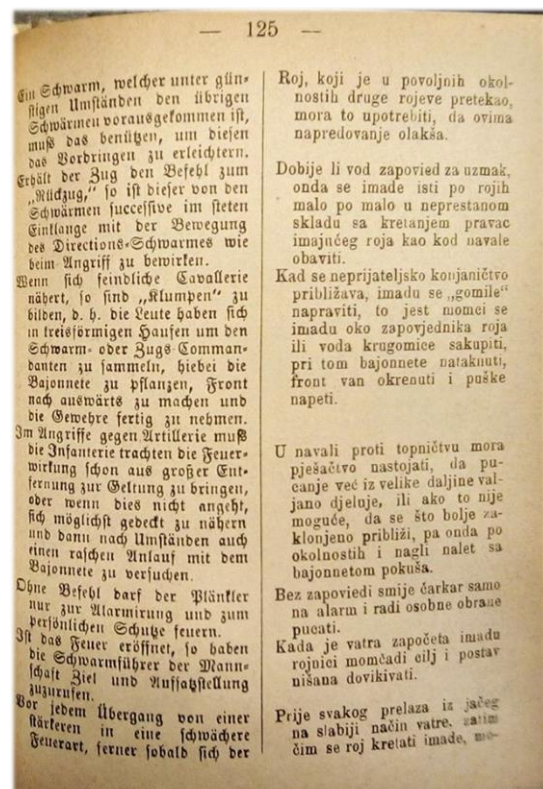 — 125 —
Ein Schwarm, welcher unter gün-
stigen Umständen den übrigen
Schwärmen vorausgekommen ist,
muß das benützen, um diesen
das Vordringen zu erleichtern.
Erhält der Zug den Befehl zum
„Rückzug,“ so ist dieser von den
Schwärmen successive im steten
Einklange mit der Bewegung
des Directions-Schwarmes wie
beim Angriff zu bewirken.
Wenn sich feindliche Cavallerie
nähert, so sind „Klumpen“ zu
bilden, d. h. die Leute haben sich
in kreisförmigen Haufen um den
Schwarm- oder Zugs-Comman-
danten zu sammeln, hiebei die
Bajonnete zu pflanzen, Front
nach auswärts zu machen und
die Gewehre fertig zu nehmen.
Im Angriffe gegen Artillerie muß
die Infanterie trachten die Feuer-
wirkung schon aus großer Ent-
fernung zur Geltung zu bringen,
oder wenn dies nicht angeht,
sich möglichst gedeckt zu nähern
und dann nach Umständen auch
einen raschen Anlauf mit dem
Bajonnete zu versuchen.
Ohne Befehl darf der Plänkler
nur zur Alarmirung und zum
persönlichen Schutze feuern.
Ist das Feuer eröffnet, so haben
die Schwarmführer der Mann-
schaft Ziel und Aufsatzstellung
zuzurufen.
Vor jedem Übergang von einer
stärkeren in eine schwächere
Feuerart, ferner sobald sich der
Roj, koji je u povoljnih okol-
nostih druge rojeve pretekao,
mora to upotrebiti, da ovima
napredovanje olakša.
Dobije li vod zapovied za uzmak,
onda se imade isti po rojih
malo po malo u neprestanom
skladu sa kretanjem pravac
imajućeg roja kao kod navale
obaviti.
Kad se neprijateljsko konjaničtvo
približava, imadu se „gomile“
napraviti, to jest momci se
imadu oko zapovjednika roja
ili voda krugomice sakupiti,
pri tom bajonnete nataknuti,
front van okrenuti i puške
napeti.
U navali proti topničtvu mora
pješačtvo nastojati, da pu-
canje već iz velike daljine val-
jano djeluje, ili ako to nije
moguće, da se što bolje za-
klonjeno približi, pa onda po
okolnostih i nagli nalet sa
bajonnetom pokuša.
Bez zapoviedi smije čarkar samo
na alarm i radi osobne obrane
pucati.
Kada je vatra započeta imadu
rojnici momčadi cilj i postav
nišana dovikivati.
Prije svakog prelaza iz jačeg
na slabiji način vatre, zatim
čim se roj kretati imade, mo-